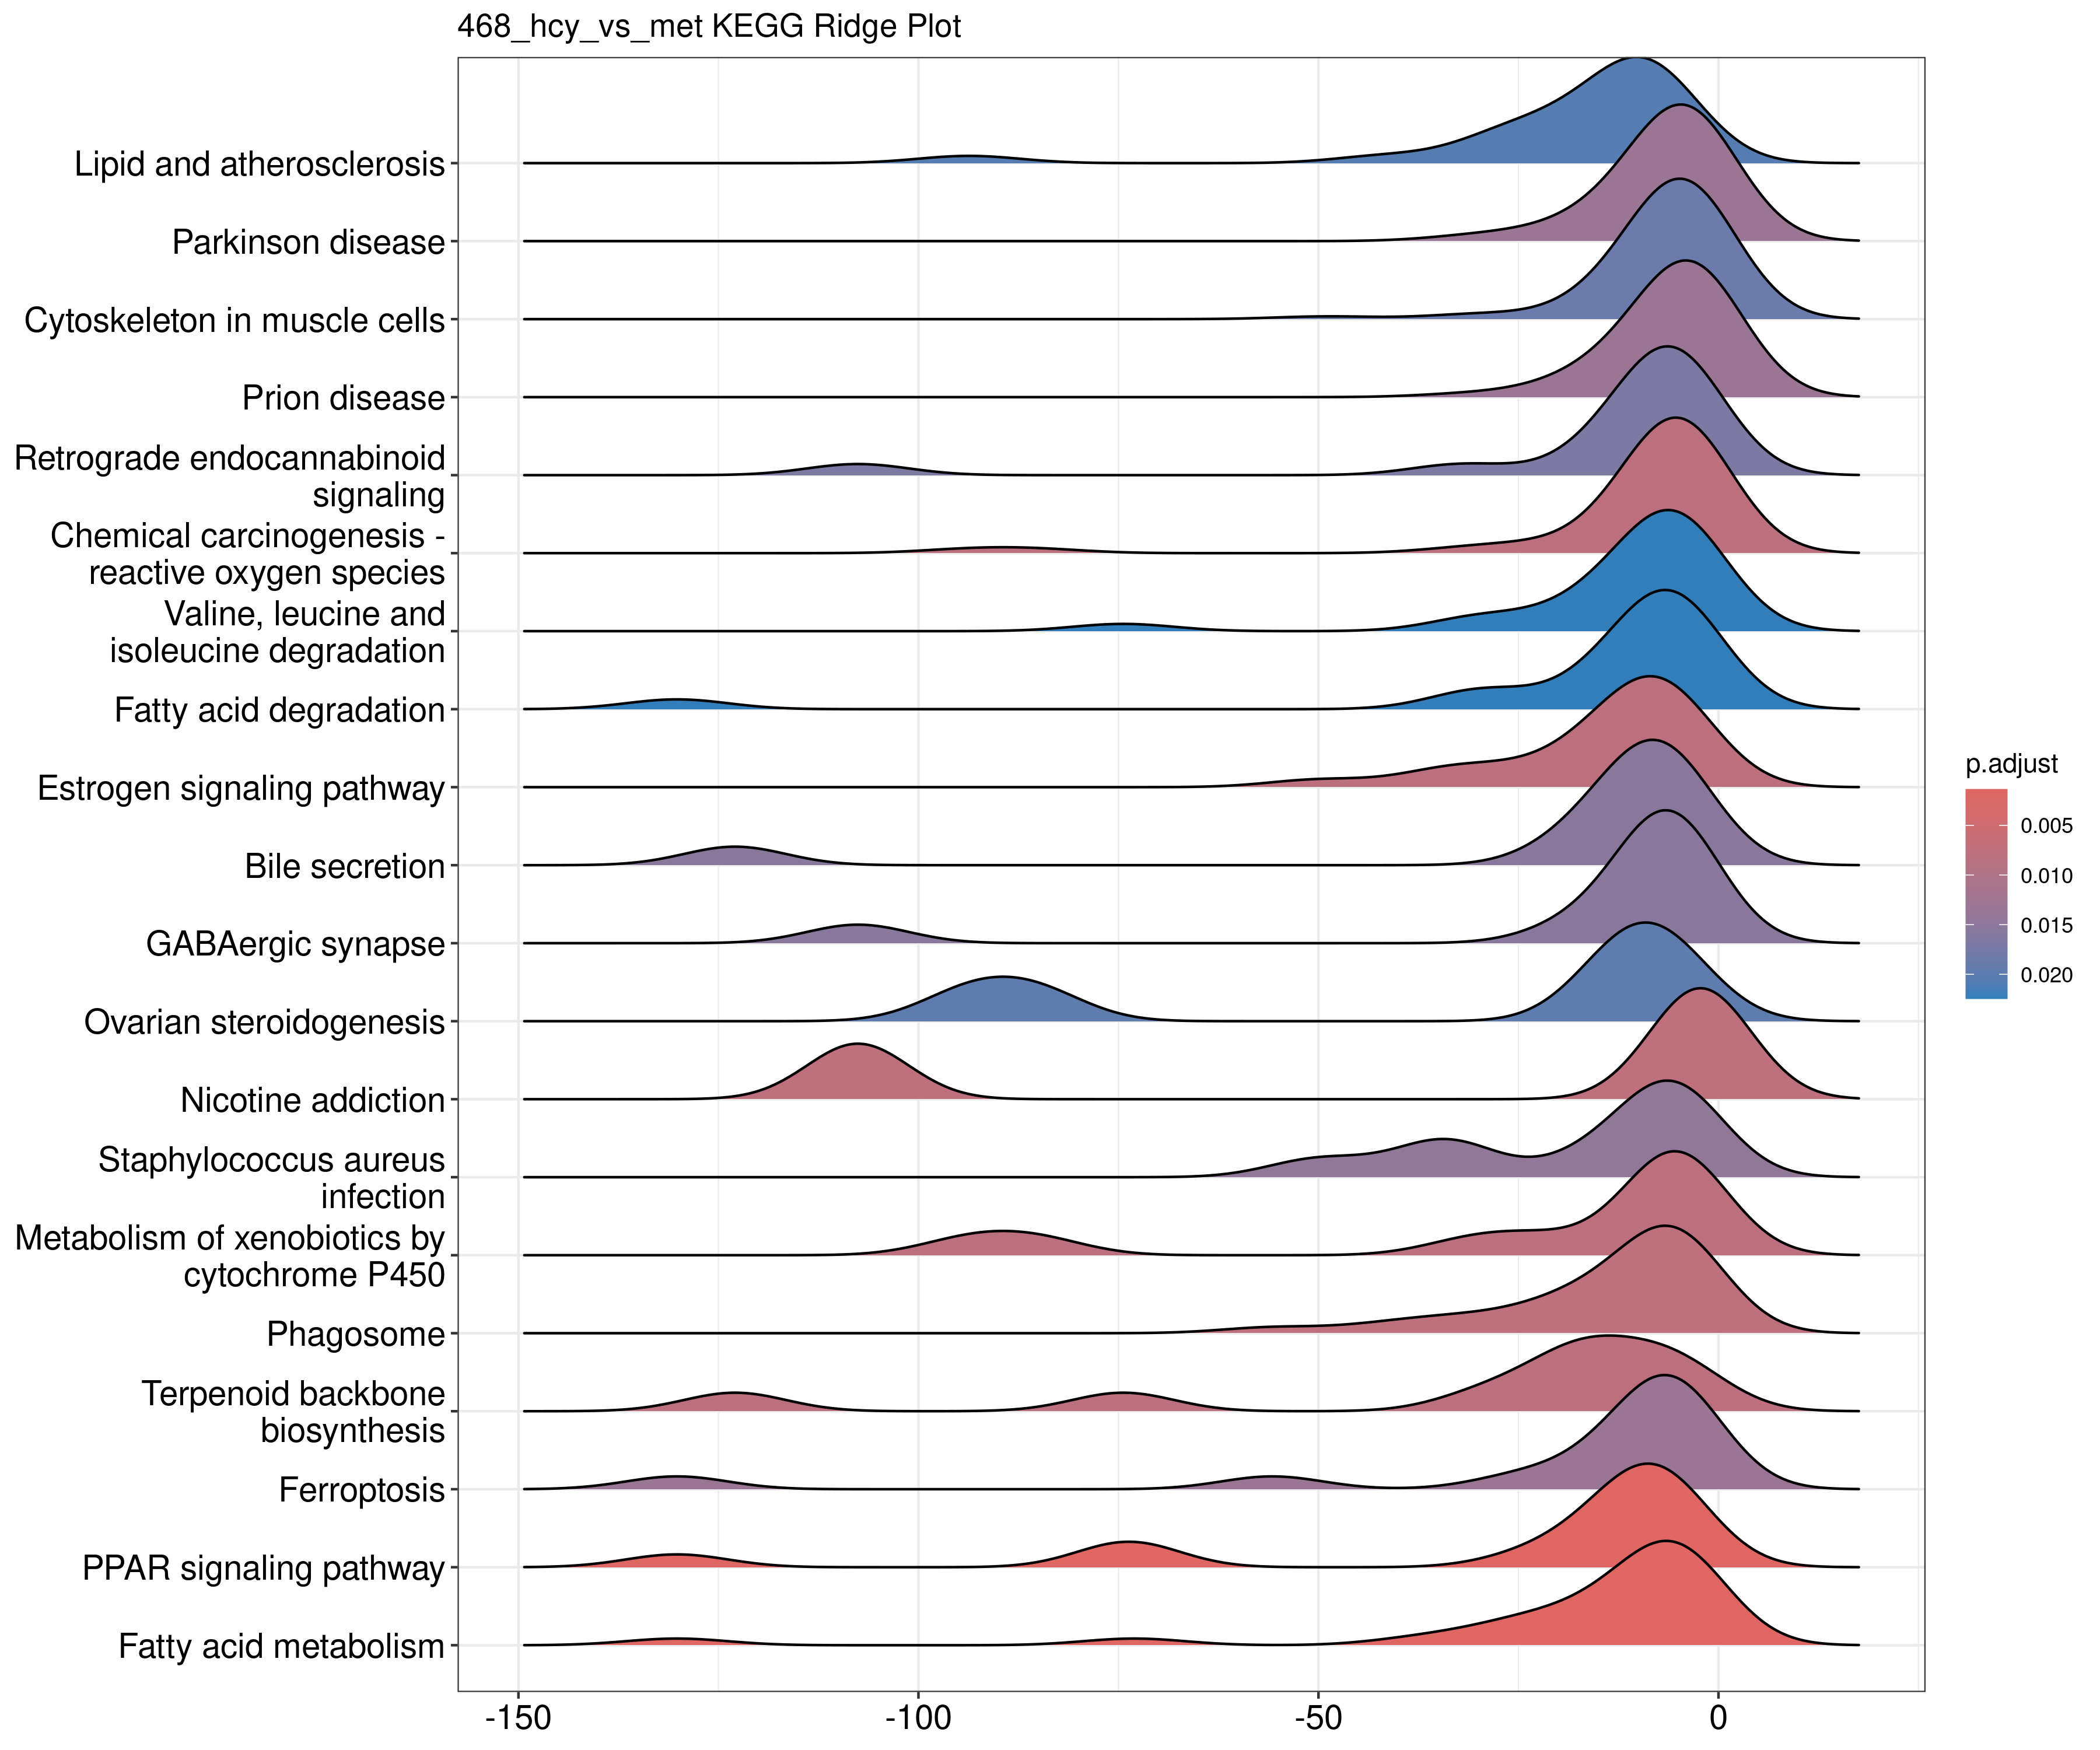 468_hcy_vs_met KEGG Ridge Plot
Lipid and atherosclerosis
Parkinson disease
Cytoskeleton in muscle cells
Prion disease
Retrograde endocannabinoid
signaling
Chemical carcinogenesis -
reactive oxygen species
Valine, leucine and
isoleucine degradation
Fatty acid degradation
Estrogen signaling pathway
Bile secretion
GABAergic synapse
Ovarian steroidogenesis
Nicotine addiction
Staphylococcus aureus
infection
Metabolism of xenobiotics by
cytochrome P450
Phagosome
Terpenoid backbone
biosynthesis
Ferroptosis
PPAR signaling pathway
Fatty acid metabolism
-150
-100
-50
0
p.adjust
0.005
0.010
0.015
0.020